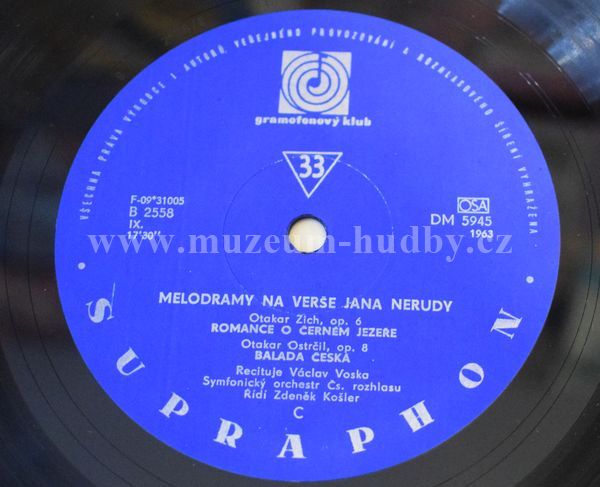 VŠECHNA PRÁVA VÝROBCE I AUTORŮ VEŘEJNÉHO PROVOZOVÁNÍ A ROZHLASOVÉHO ŠÍŘENÍ VYHRAŽENA
gramofonový klub
33
F-09*31005
B 2558
IX.
17'30"
OSA
DM 5945
1963
www.muzeum-hudby.cz
MELODRAMY NA VERŠE JANA NERUDY
Otakar Zich, op. 6
ROMANCE O ČERNÉM JEZEŘE
Otakar Ostrčil, op. 8
BALADA ČESKÁ
Recituje Václav Voska
Symfonický orchestr Čs. rozhlasu
Řídí Zdeněk Košler
C
• SUPRAPHON •